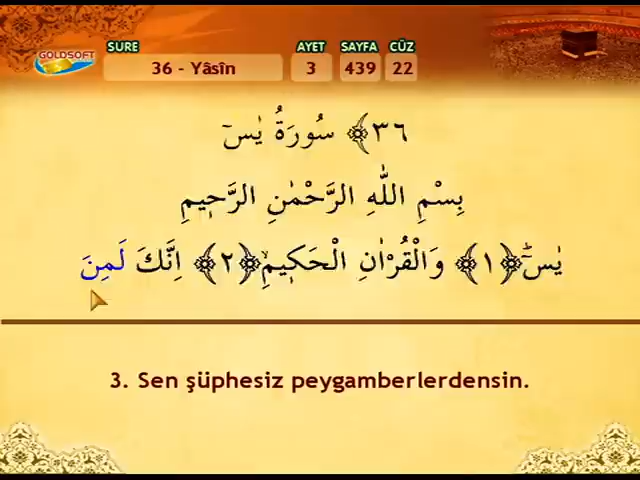 SURE AYET SAYFA CÜZ
GOLDSOFT 36 - Yâsîn 3 439 22
﴿٣٦ سُورَةُ يٰسٓ
بِسْمِ اللّٰهِ الرَّحْمٰنِ الرَّحٖيمِ
يٰسٓۜ ﴿١﴾ وَالْقُرْاٰنِ الْحَكٖيمِۙ ﴿٢﴾ اِنَّكَ لَمِنَ
3. Sen şüphesiz peygamberlerdensin.